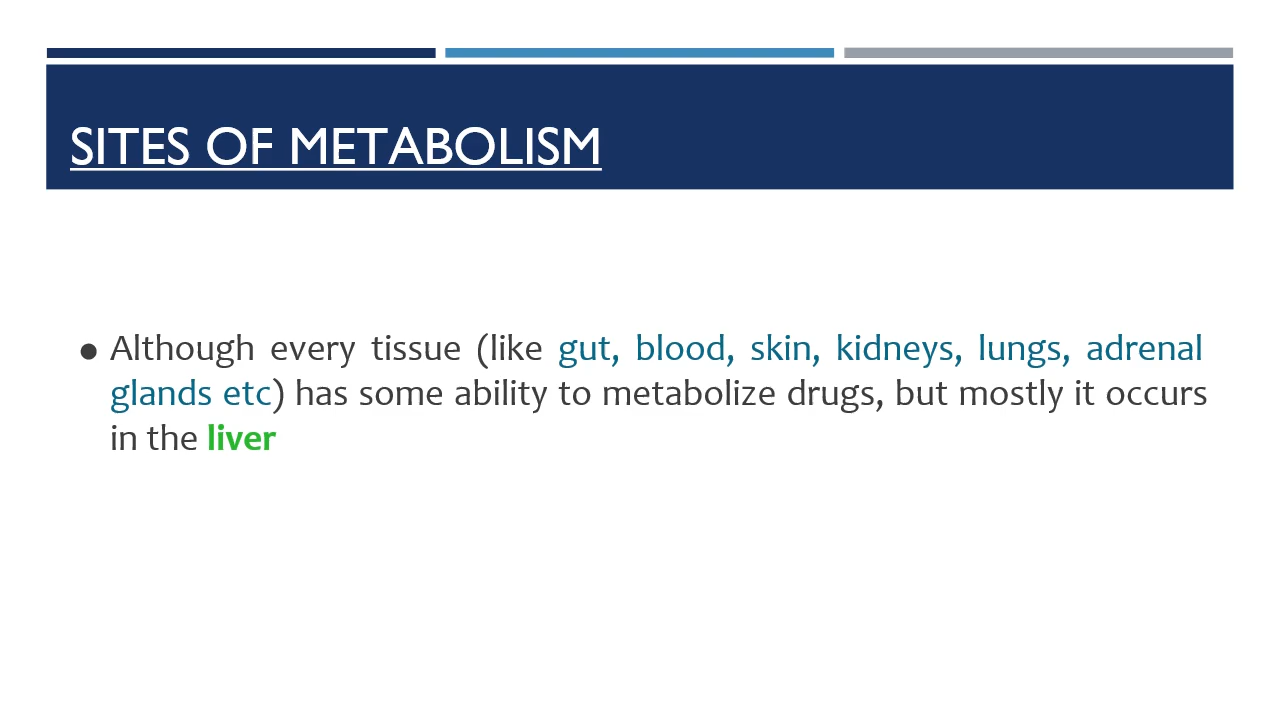 SITES OF METABOLISM
● Although every tissue (like gut, blood, skin, kidneys, lungs, adrenal
glands etc) has some ability to metabolize drugs, but mostly it occurs
in the liver